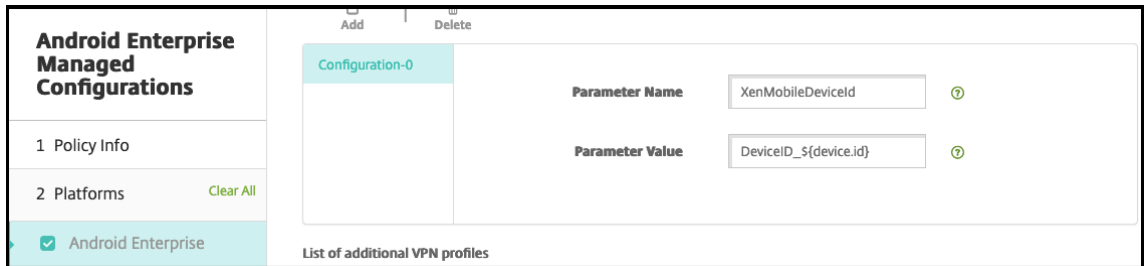 Add
Delete
Android Enterprise
Managed
Configurations
Configuration-0
Parameter Name
XenMobileDeviceId
1 Policy Info
Parameter Value
DeviceID_${device.id}
2 Platforms
Clear All
Android Enterprise
List of additional VPN profiles